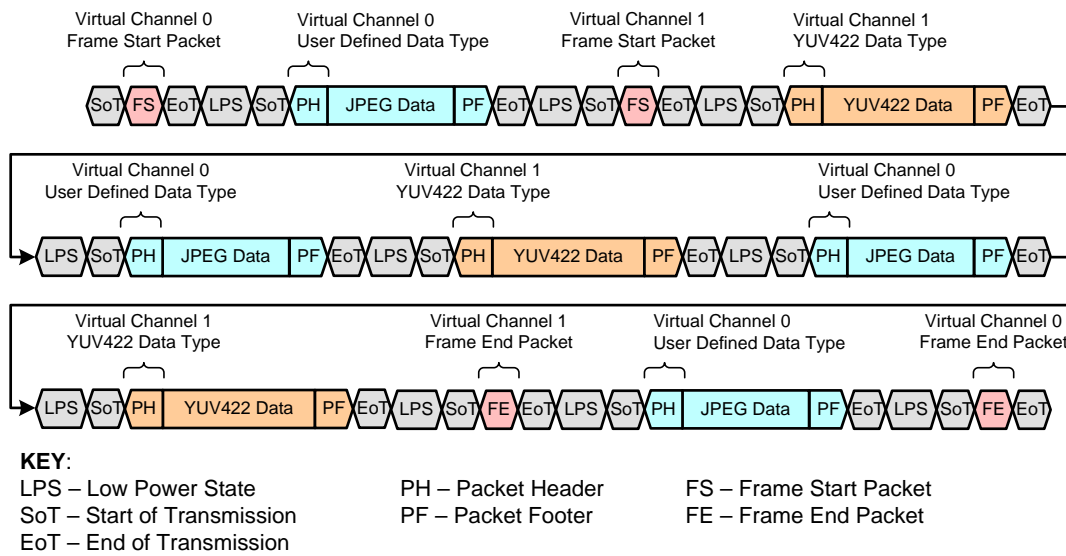 Virtual Channel 0
Frame Start Packet
Virtual Channel 0
User Defined Data Type
Virtual Channel 1
Frame Start Packet
Virtual Channel 1
YUV422 Data Type
SoT FS EoT LPS SoT PH JPEG Data PF EoT LPS SoT FS EoT LPS SoT PH YUV422 Data PF EoT
Virtual Channel 0
User Defined Data Type
Virtual Channel 1
YUV422 Data Type
Virtual Channel 0
User Defined Data Type
LPS SoT PH JPEG Data PF EoT LPS SoT PH YUV422 Data PF EoT LPS SoT PH JPEG Data PF EoT
Virtual Channel 1
YUV422 Data Type
Virtual Channel 1
Frame End Packet
Virtual Channel 0
User Defined Data Type
Virtual Channel 0
Frame End Packet
LPS SoT PH YUV422 Data PF EoT LPS SoT FE EoT LPS SoT PH JPEG Data PF EoT LPS SoT FE EoT
KEY:
LPS – Low Power State
SoT – Start of Transmission
EoT – End of Transmission
PH – Packet Header
PF – Packet Footer
FS – Frame Start Packet
FE – Frame End Packet